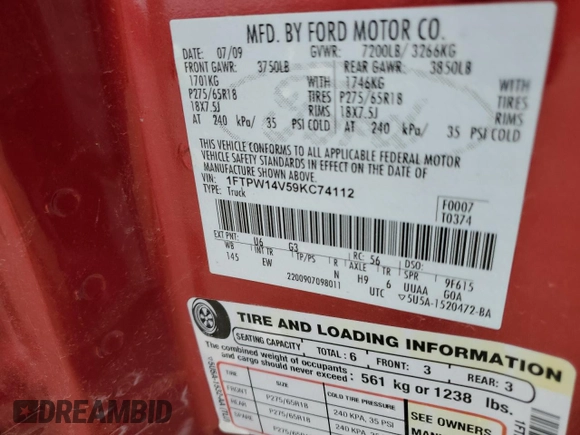 MFD. BY FORD MOTOR CO.
DATE: 07/09 GVWR: 7200LB/ 3266KG
FRONT GAWR: 3750LB REAR GAWR: 3850LB
1701KG WITH 1746KG WITH
P275/65R18 TIRES P275/65R18 TIRES
18X7.5J RIMS 18X7.5J RIMS
AT 240 kPa/ 35 PSI COLD AT 240 kPa/ 35 PSI COLD
THIS VEHICLE CONFORMS TO ALL APPLICABLE FEDERAL MOTOR
VEHICLE SAFETY STANDARDS IN EFFECT ON THE DATE OF
MANUFACTURE SHOWN ABOVE.
VIN: 1FTPW14V59KC74112
TYPE: Truck
F0007
T0374
EXT PNT: U6 G3 RC: 56 DSO:
WB INT TR TP/PS R AXLE TR SPR 9F615
145 EW N H9 6 UUAA GOA
2200907098011 UTC 5U5A-1520472-BA
TIRE AND LOADING INFORMATION
SEATING CAPACITY TOTAL: 6 FRONT: 3 REAR: 3
The combined weight of occupants
and cargo should never exceed: 561 kg or 1238 lbs.
TIRE SIZE COLD TIRE PRESSURE
FRONT P275/65R18 240 KPA, 35 PSI
REAR P275/65R18 240 KPA, 35 PSI
SPARE
SEE OWNERS
DREAMBID